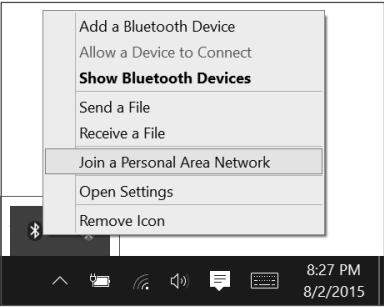 Add a Bluetooth Device
Allow a Device to Connect
Show Bluetooth Devices
Send a File
Receive a File
Join a Personal Area Network
Open Settings
Remove Icon
8:27 PM
8/2/2015